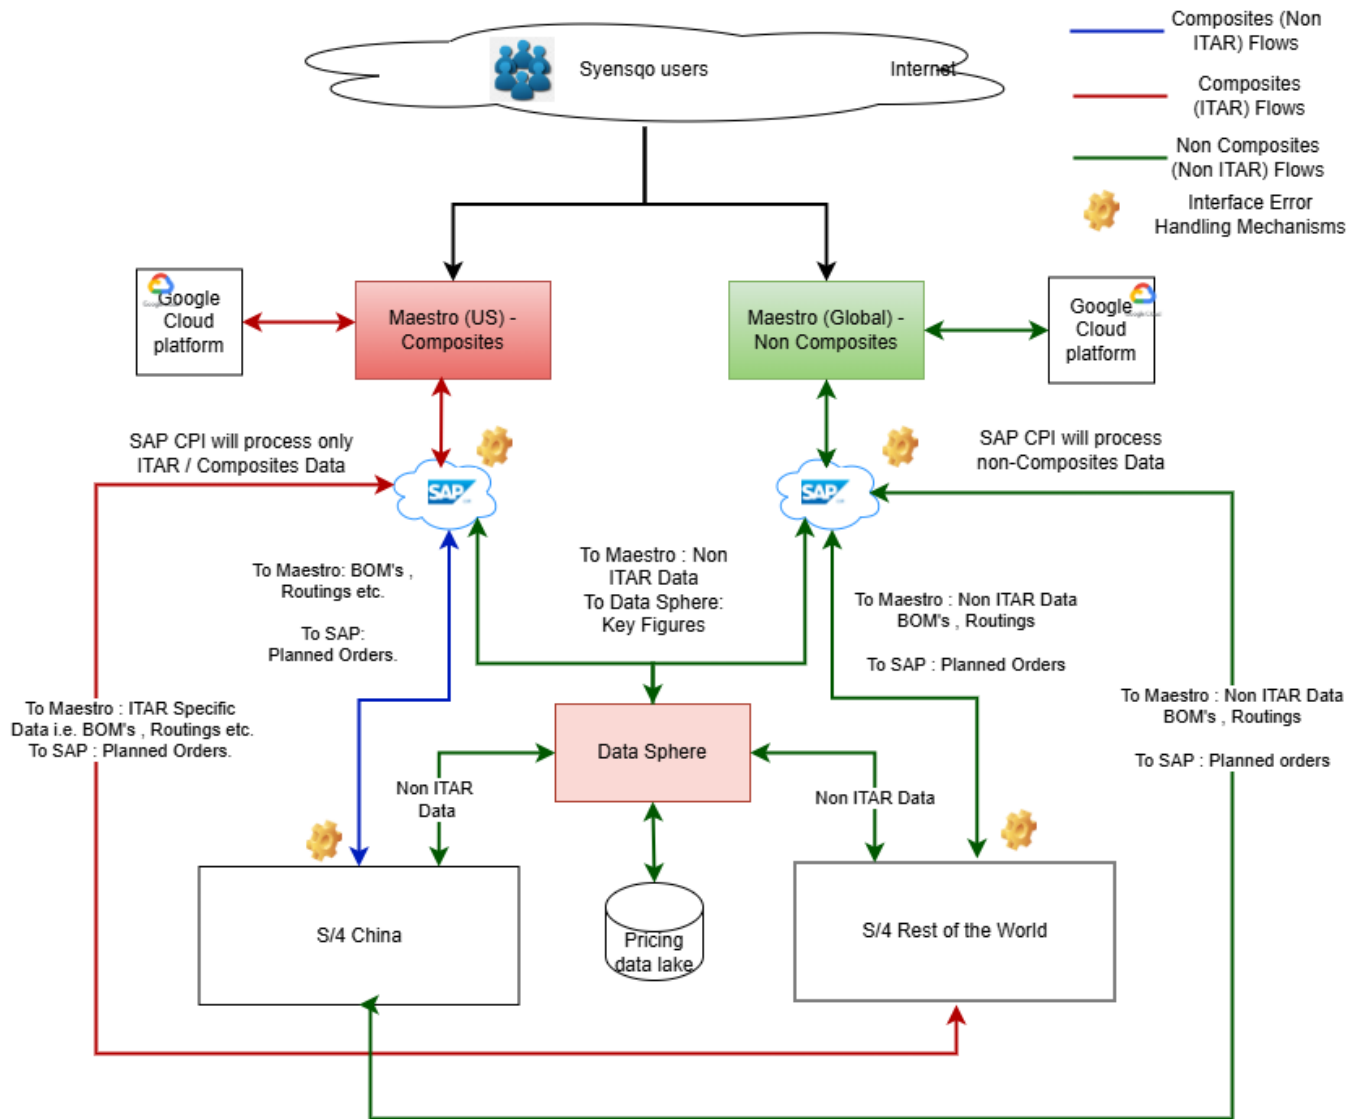 Composites (Non
ITAR) Flows
Composites
(ITAR) Flows
Non Composites
(Non ITAR) Flows
Interface Error
Handling Mechanisms
Syensqo users
Internet
Google
Cloud
platform
Maestro (US) -
Composites
Maestro (Global) -
Non Composites
Google
Cloud
platform
SAP CPI will process only
ITAR / Composites Data
SAP
SAP
SAP CPI will process
non-Composites Data
To Maestro: BOM's ,
Routings etc.
To SAP:
Planned Orders.
To Maestro : Non
ITAR Data
To Data Sphere:
Key Figures
To Maestro : Non ITAR Data
BOM's , Routings
To SAP : Planned Orders
To Maestro : ITAR Specific
Data i.e. BOM's , Routings etc.
To SAP : Planned Orders.
To Maestro : Non ITAR Data
BOM's , Routings
To SAP : Planned orders
Data Sphere
Non ITAR
Data
Non ITAR Data
S/4 China
Pricing
data lake
S/4 Rest of the World